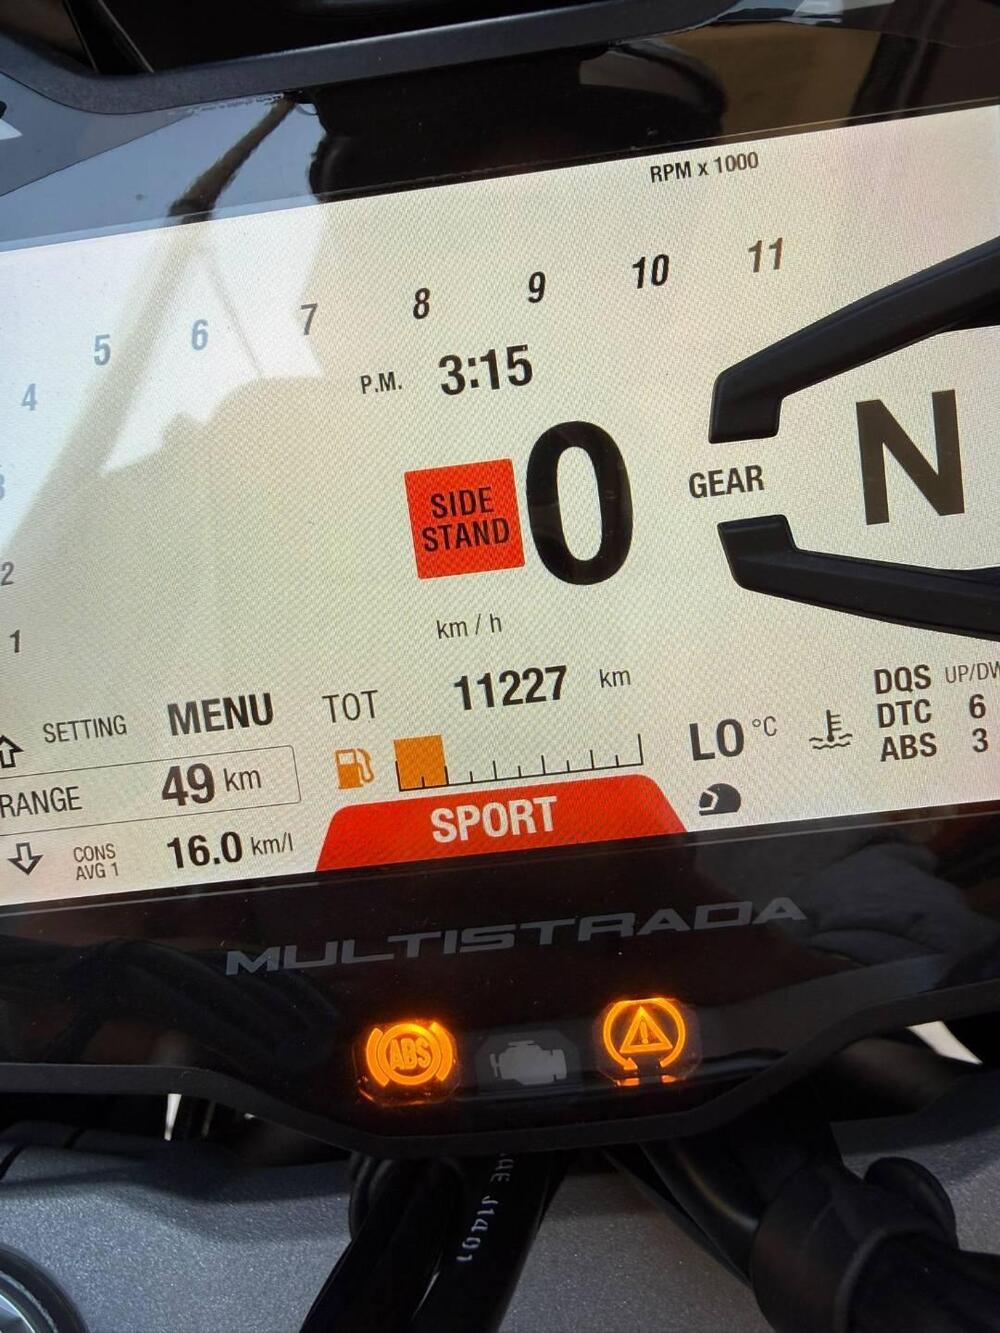 RPM x 1000
1
2
3
4
5
6
7
8
9
10
11
P.M. 3:15
SIDE
STAND
0
km / h
GEAR
N
SETTING MENU
TOT 11227 km
RANGE 49 km
LO °C
DQS UP/DW
DTC 6
ABS 3
CONS
AVG 1
16.0 km/l
SPORT
MULTISTRADA
ABS
J1401